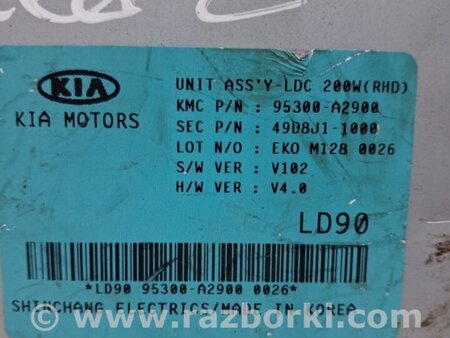 KIA
KIA MOTORS
UNIT ASS'Y-LDC 200W(RHD)
KMC P/N : 95300-A2900
SEC P/N : 49D8J1-1000
LOT N/O : EKO M128 0026
S/W VER : V102
H/W VER : V4.0
LD90
*LD90 95300-A2900 0026*
SHINCHANG ELECTRICS/MADE IN KOREA
www.razborki.com